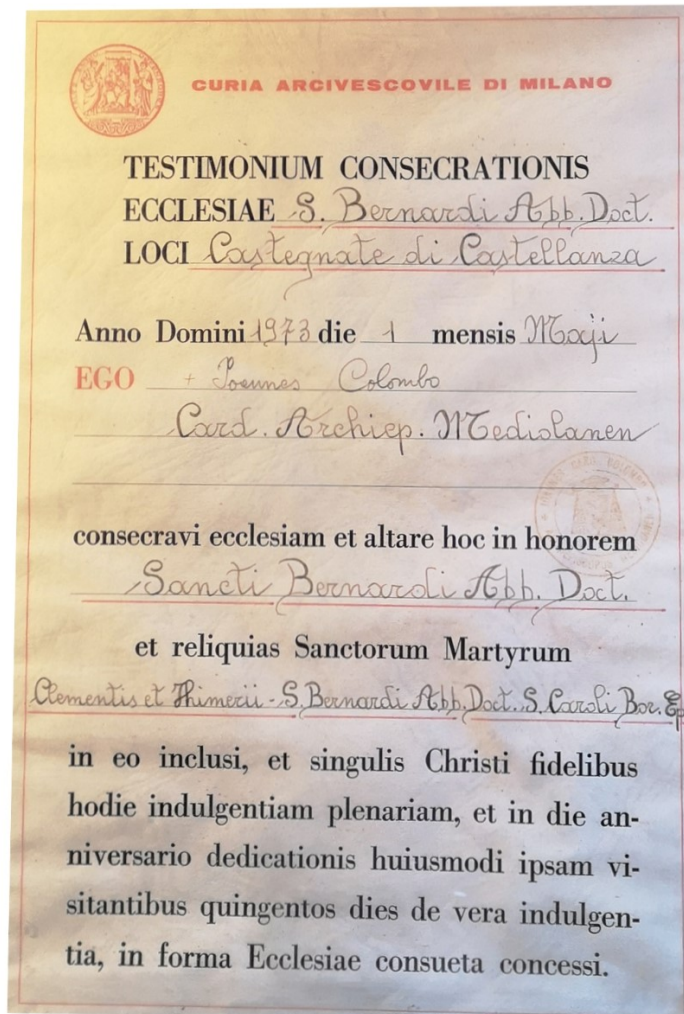 CURIA ARCIVESCOVILE DI MILANO
TESTIMONIUM CONSECRATIONIS
ECCLESIAE S. Bernardi Abb. Doct.
LOCI Castegnate di Castellanza
Anno Domini 1973 die 1 mensis Maji
EGO + Joannes Colombo
Card. Archiep. Mediolanen
consecravi ecclesiam et altare hoc in honorem
Sancti Bernardi Abb. Doct.
et reliquias Sanctorum Martyrum
Clementis et Thimerii - S. Bernardi Abb. Doct. S. Caroli Bor. Ep
in eo inclusi, et singulis Christi fidelibus
hodie indulgentiam plenariam, et in die an-
niversario dedicationis huiusmodi ipsam vi-
sitantibus quingentos dies de vera indulgen-
tia, in forma Ecclesiae consueta concessi.